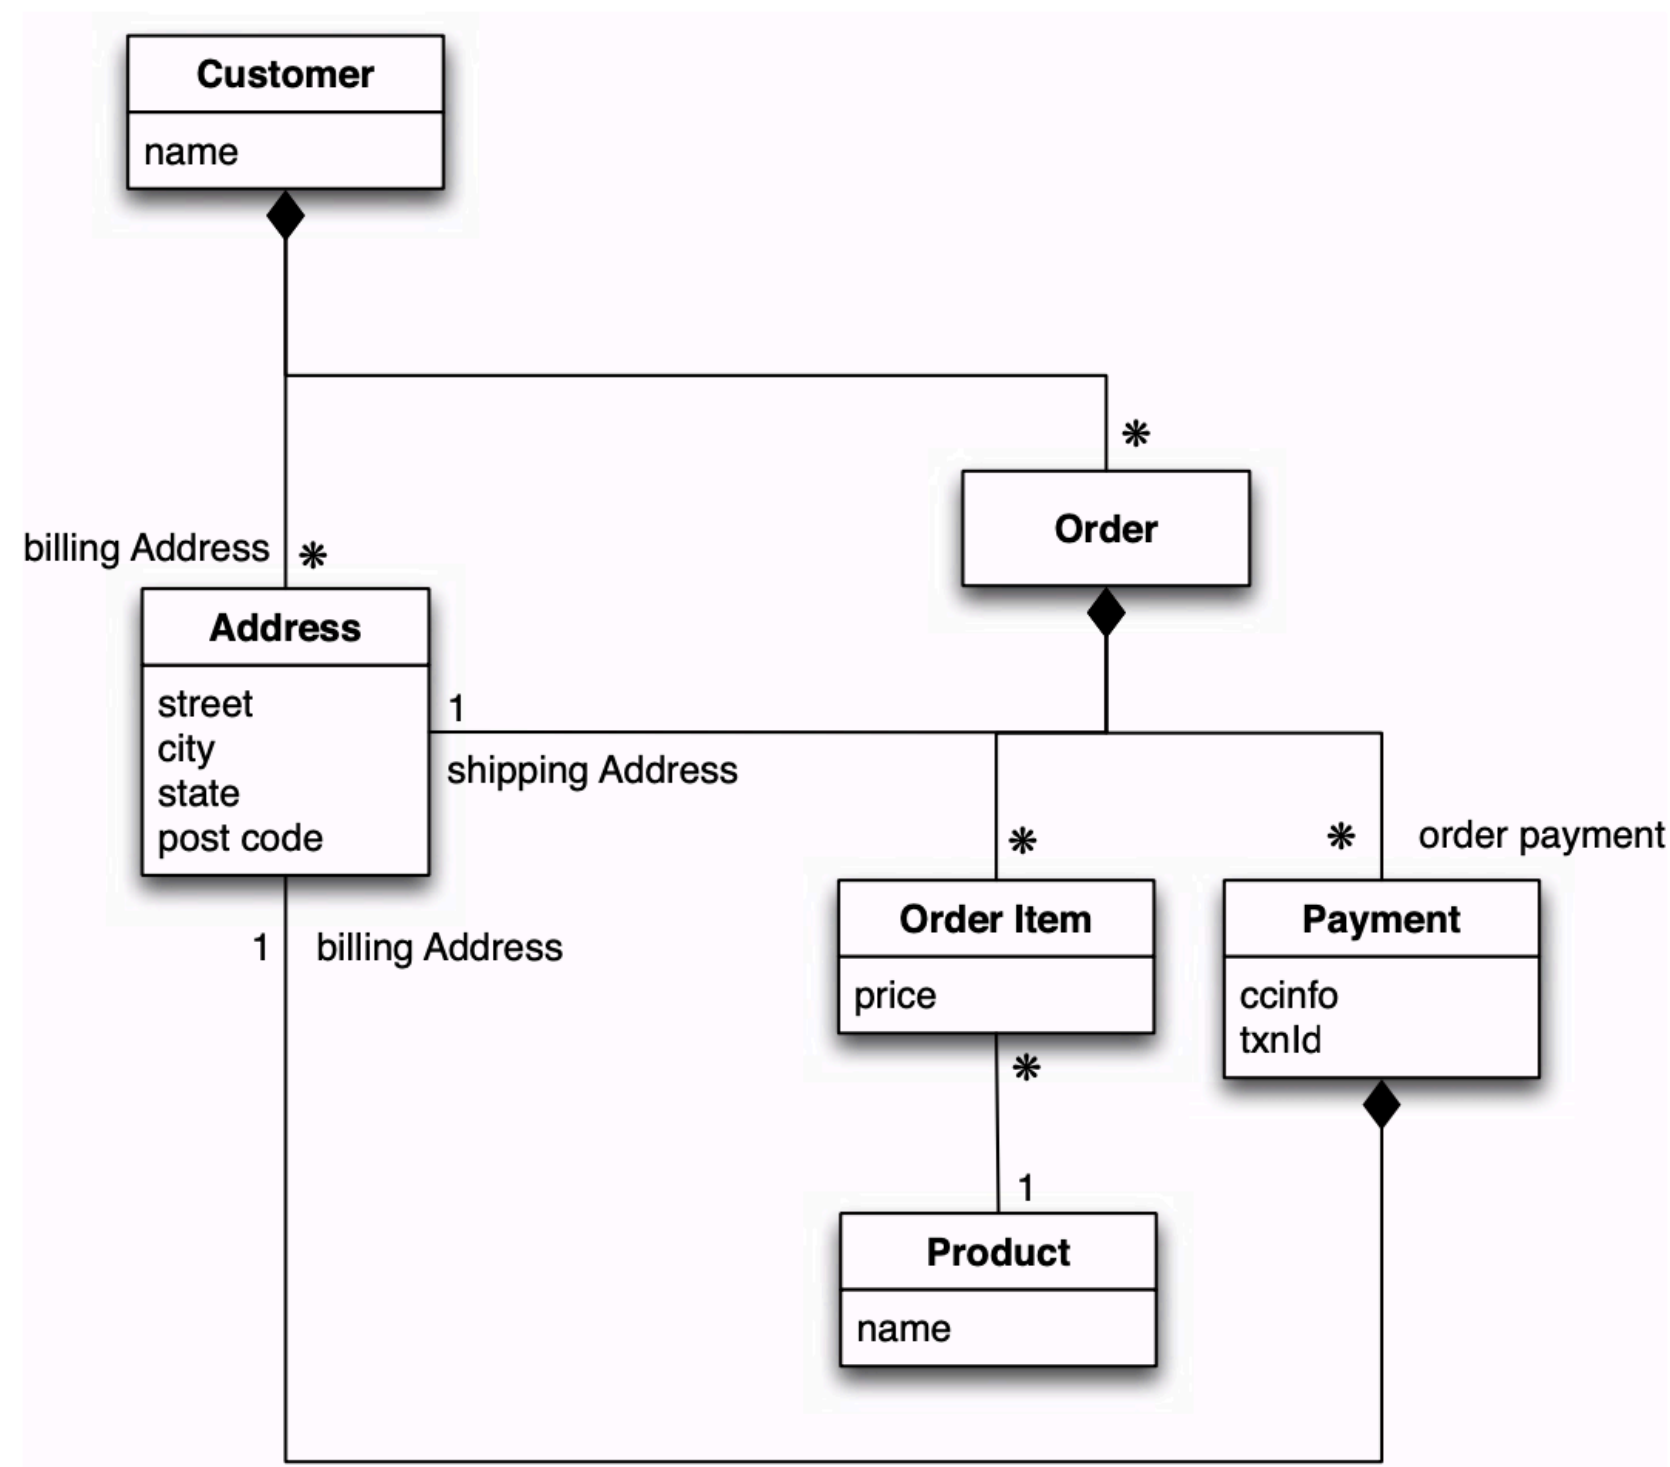 Customer
name
*
Order
billing Address
*
Address
street
city
state
post code
1
shipping Address
*
* order payment
Order Item
price
Payment
ccinfo
txnId
1 billing Address
*
1
Product
name